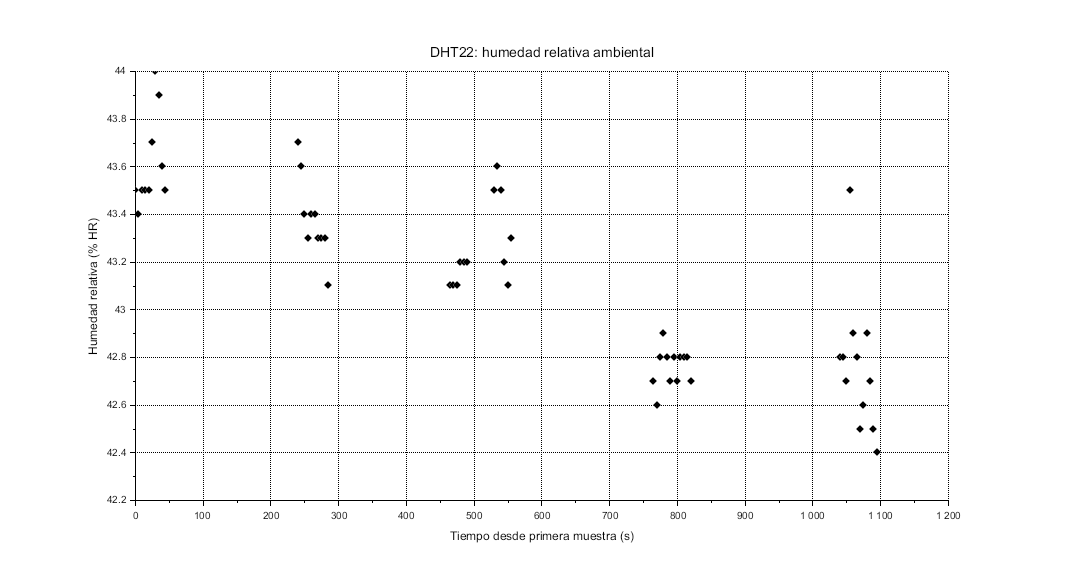 DHT22: humedad relativa ambiental
44
43.8
43.6
43.4
43.2
43
42.8
42.6
42.4
42.2
Humedad relativa (% HR)
0 100 200 300 400 500 600 700 800 900 1 000 1 100 1 200
Tiempo desde primera muestra (s)